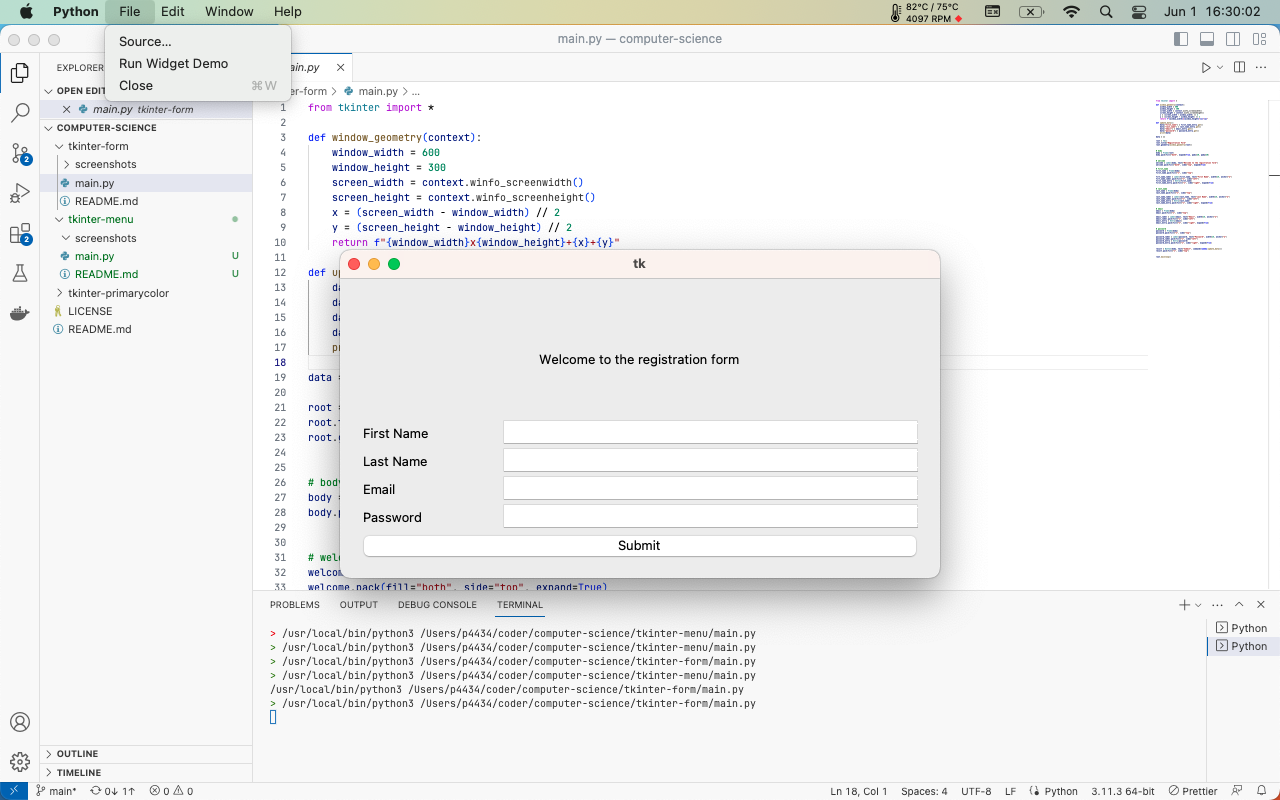 Python File Edit Window Help
82°C / 75°C
4097 RPM
Jun 1 16:30:02
Source...
Run Widget Demo
Close ⌘W
main.py — computer-science
EXPLORER
OPEN EDIT
main.py tkinter-form
COMPUTER-SCIENCE
tkinter-form
screenshots
main.py
README.md
tkinter-menu
screenshots
main.py U
README.md U
tkinter-primarycolor
LICENSE
README.md
OUTLINE
TIMELINE
2
2
ain.py
er-form > main.py > ...
1 from tkinter import *
2
3 def window_geometry(context):
4 window_width = 600
5 window_height = 300
6 screen_width = context.winfo_screenwidth()
7 screen_height = context.winfo_screenheight()
8 x = (screen_width - window_width) // 2
9 y = (screen_height - window_height) // 2
10 return f"{window_width}x{window_height}+{x}+{y}"
11
12 def up
13 da
14 da
15 da
16 da
17 pr
18
19 data =
20
21 root =
22 root.
23 root.
24
25
26 # body
27 body =
28 body.p
29
30
31 # welc
32 welcom
33 welcome.pack(fill="both", side="top", expand=True)
tk
Welcome to the registration form
First Name
Last Name
Email
Password
Submit
PROBLEMS OUTPUT DEBUG CONSOLE TERMINAL
> /usr/local/bin/python3 /Users/p4434/coder/computer-science/tkinter-menu/main.py
> /usr/local/bin/python3 /Users/p4434/coder/computer-science/tkinter-menu/main.py
> /usr/local/bin/python3 /Users/p4434/coder/computer-science/tkinter-form/main.py
> /usr/local/bin/python3 /Users/p4434/coder/computer-science/tkinter-menu/main.py
/usr/local/bin/python3 /Users/p4434/coder/computer-science/tkinter-form/main.py
> /usr/local/bin/python3 /Users/p4434/coder/computer-science/tkinter-form/main.py
Python
Python
main* 0↓ 1↑ 0 0
Ln 18, Col 1 Spaces: 4 UTF-8 LF Python 3.11.3 64-bit Prettier